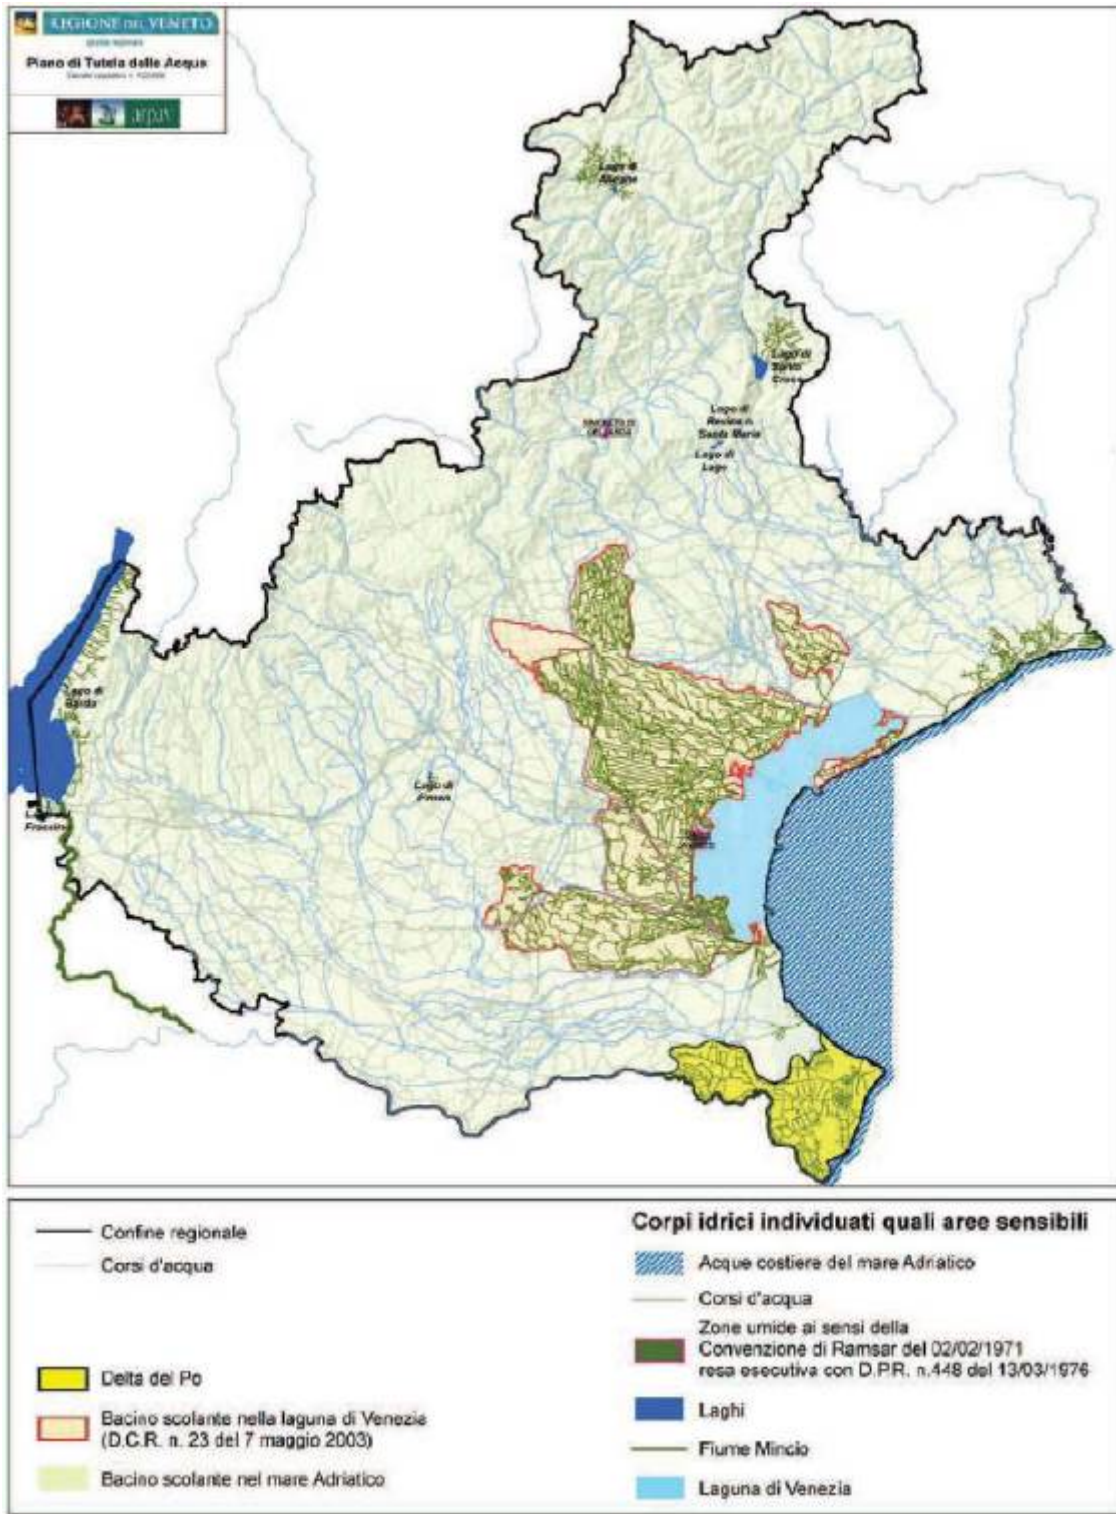 REGIONE DEL VENETO
Piano di Tutela delle Acque
arpav
Lago di
Alleghe
Lago di
Santa
Croce
Lago di
Revine o
Santa Maria
Lago di
Lago
Lago di
Garda
Lago di
Fimon
Frassino
Confine regionale
Corsi d'acqua
Delta del Po
Bacino scolante nella laguna di Venezia
(D.C.R. n. 23 del 7 maggio 2003)
Bacino scolante nel mare Adriatico
Corpi idrici individuati quali aree sensibili
Acque costiere del mare Adriatico
Corsi d'acqua
Zone umide ai sensi della
Convenzione di Ramsar del 02/02/1971
resa esecutiva con D.P.R. n.448 del 13/03/1976
Laghi
Fiume Mincio
Laguna di Venezia